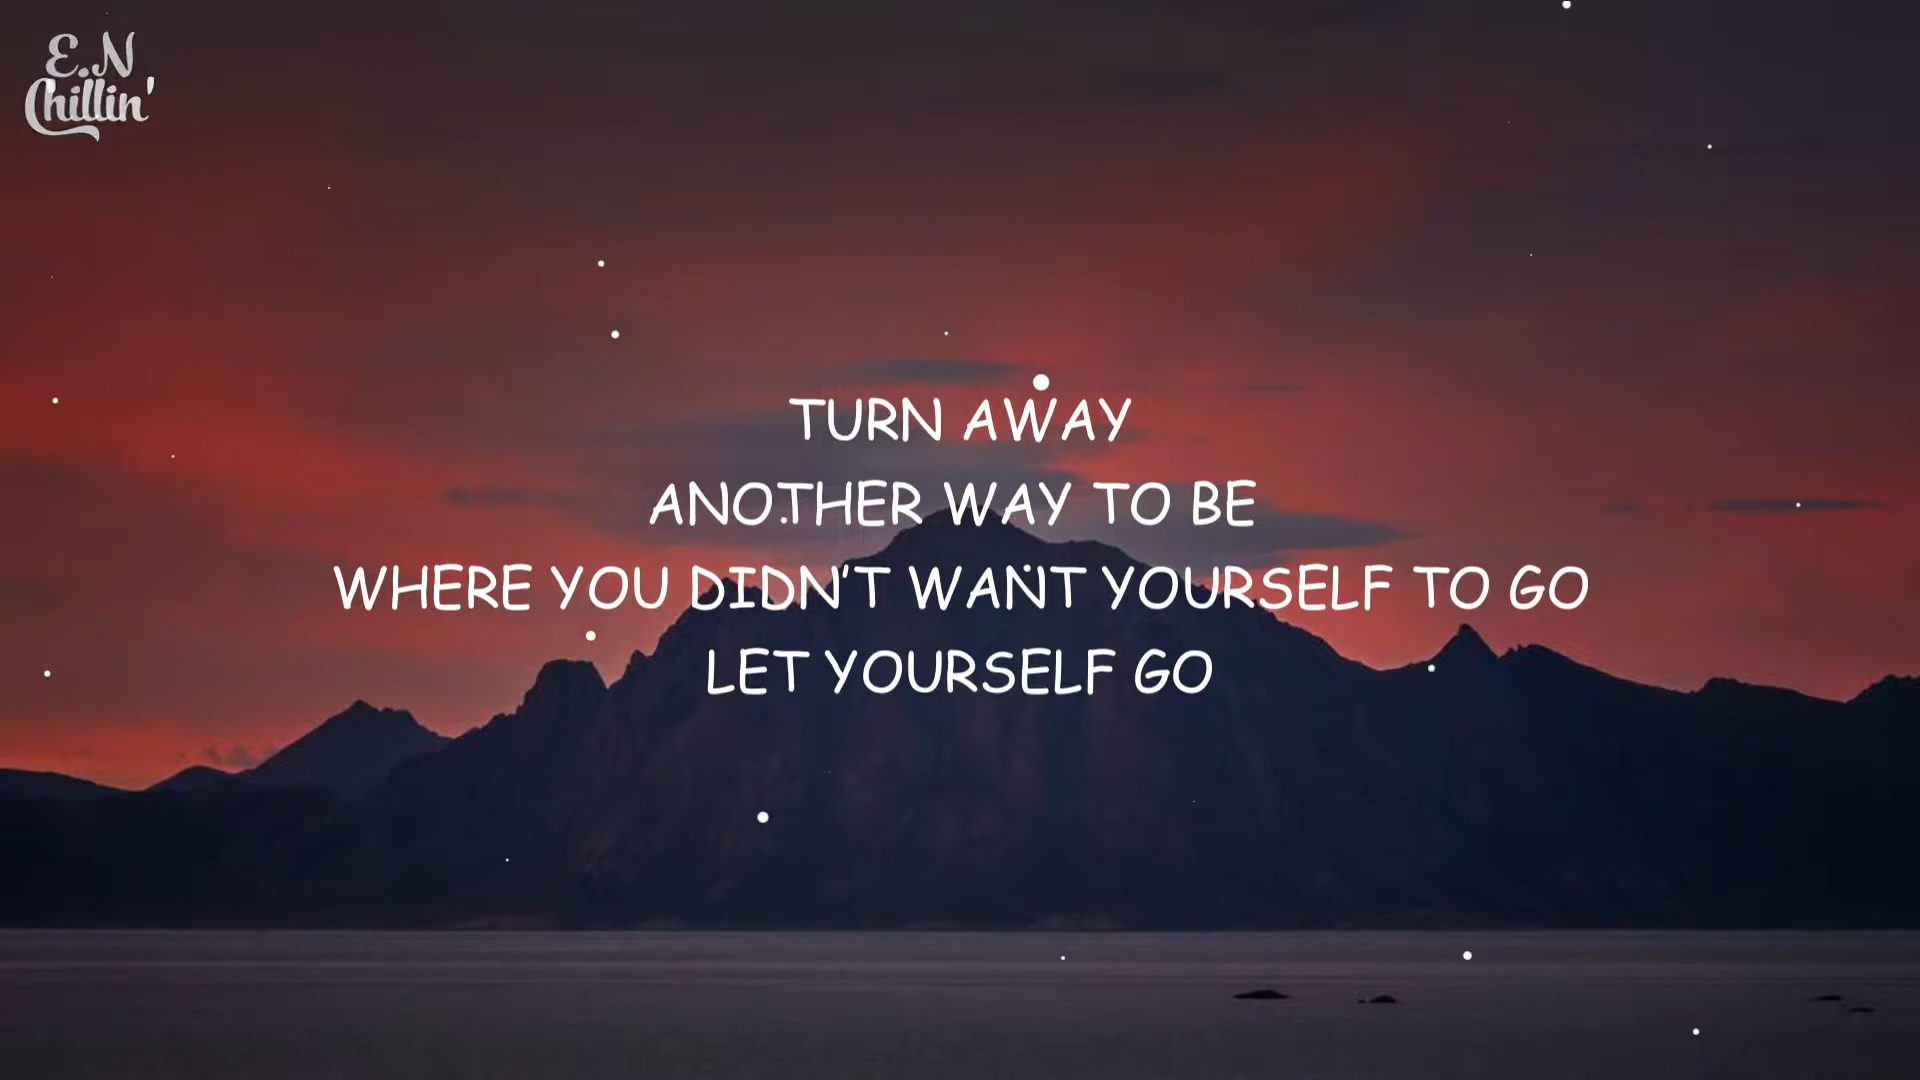 E.N
Chillin'
TURN AWAY
ANOTHER WAY TO BE
WHERE YOU DIDN'T WANT YOURSELF TO GO
LET YOURSELF GO